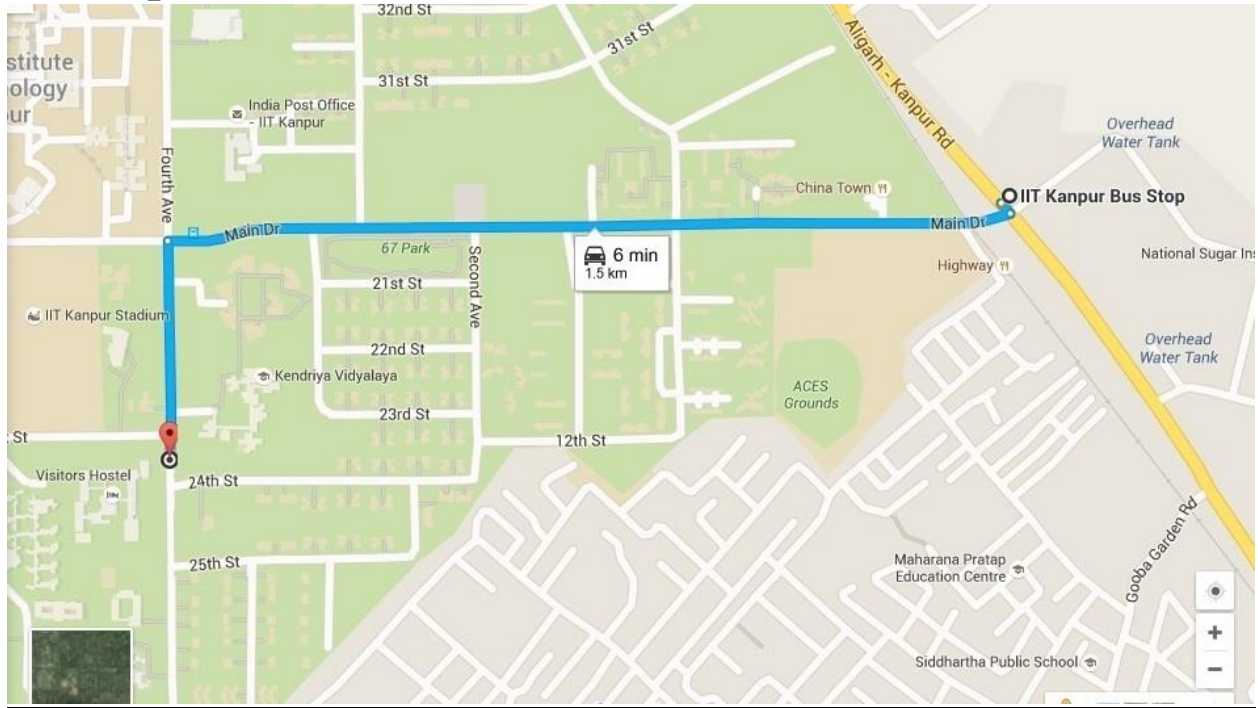 32nd St
31st St
Aligarh - Kanpur Rd
stitute
ology
ur
31st St
India Post Office
- IIT Kanpur
Overhead
Water Tank
Fourth Ave
China Town
IIT Kanpur Bus Stop
Main Dr
Main Dr
67 Park
Second Ave
6 min
1.5 km
National Sugar Ins
Highway
21st St
IIT Kanpur Stadium
22nd St
Overhead
Water Tank
Kendriya Vidyalaya
ACES
Grounds
23rd St
St
12th St
Visitors Hostel
24th St
Gooba Garden Rd
25th St
Maharana Pratap
Education Centre
+
Siddhartha Public School
−